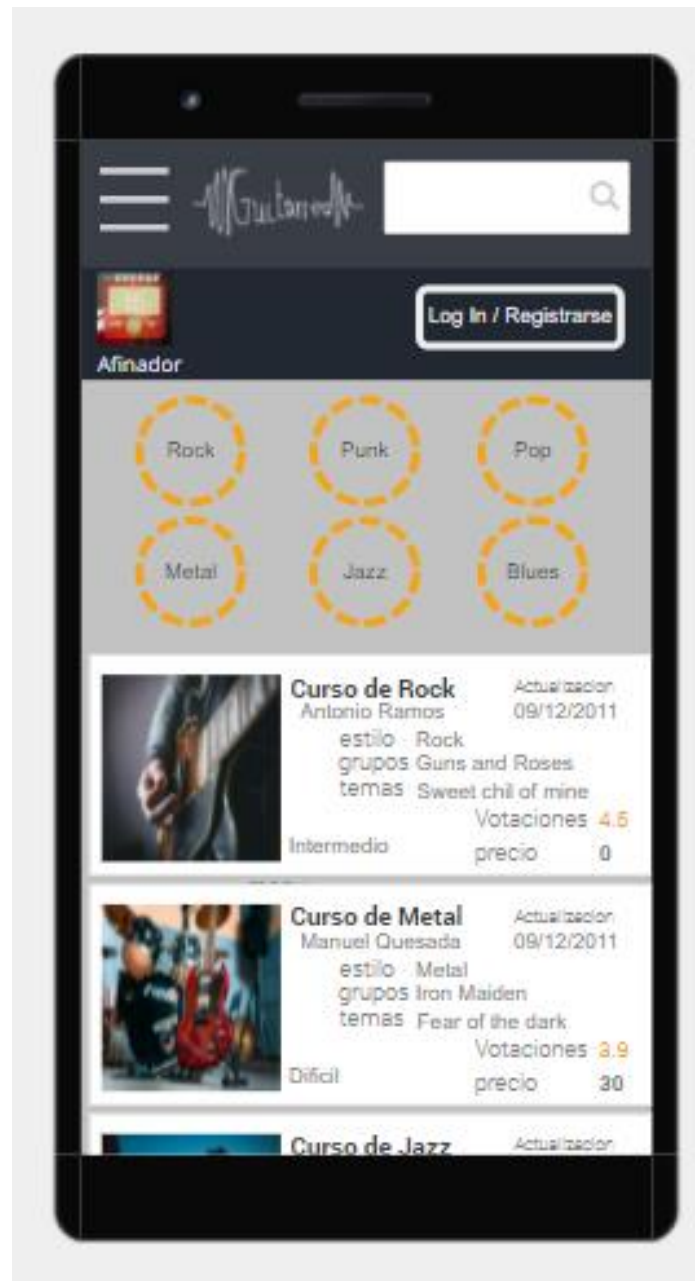 Guitarreo
Log In / Registrarse
Afinador
Rock
Punk
Pop
Metal
Jazz
Blues
Curso de Rock
Actualizacion
Antonio Ramos
09/12/2011
estilo Rock
grupos Guns and Roses
temas Sweet chil of mine
Votaciones 4.5
Intermedio
precio 0
Curso de Metal
Actualizacion
Manuel Quesada
09/12/2011
estilo Metal
grupos Iron Maiden
temas Fear of the dark
Votaciones 3.9
Dificil
precio 30
Curso de Jazz
Actualizacion